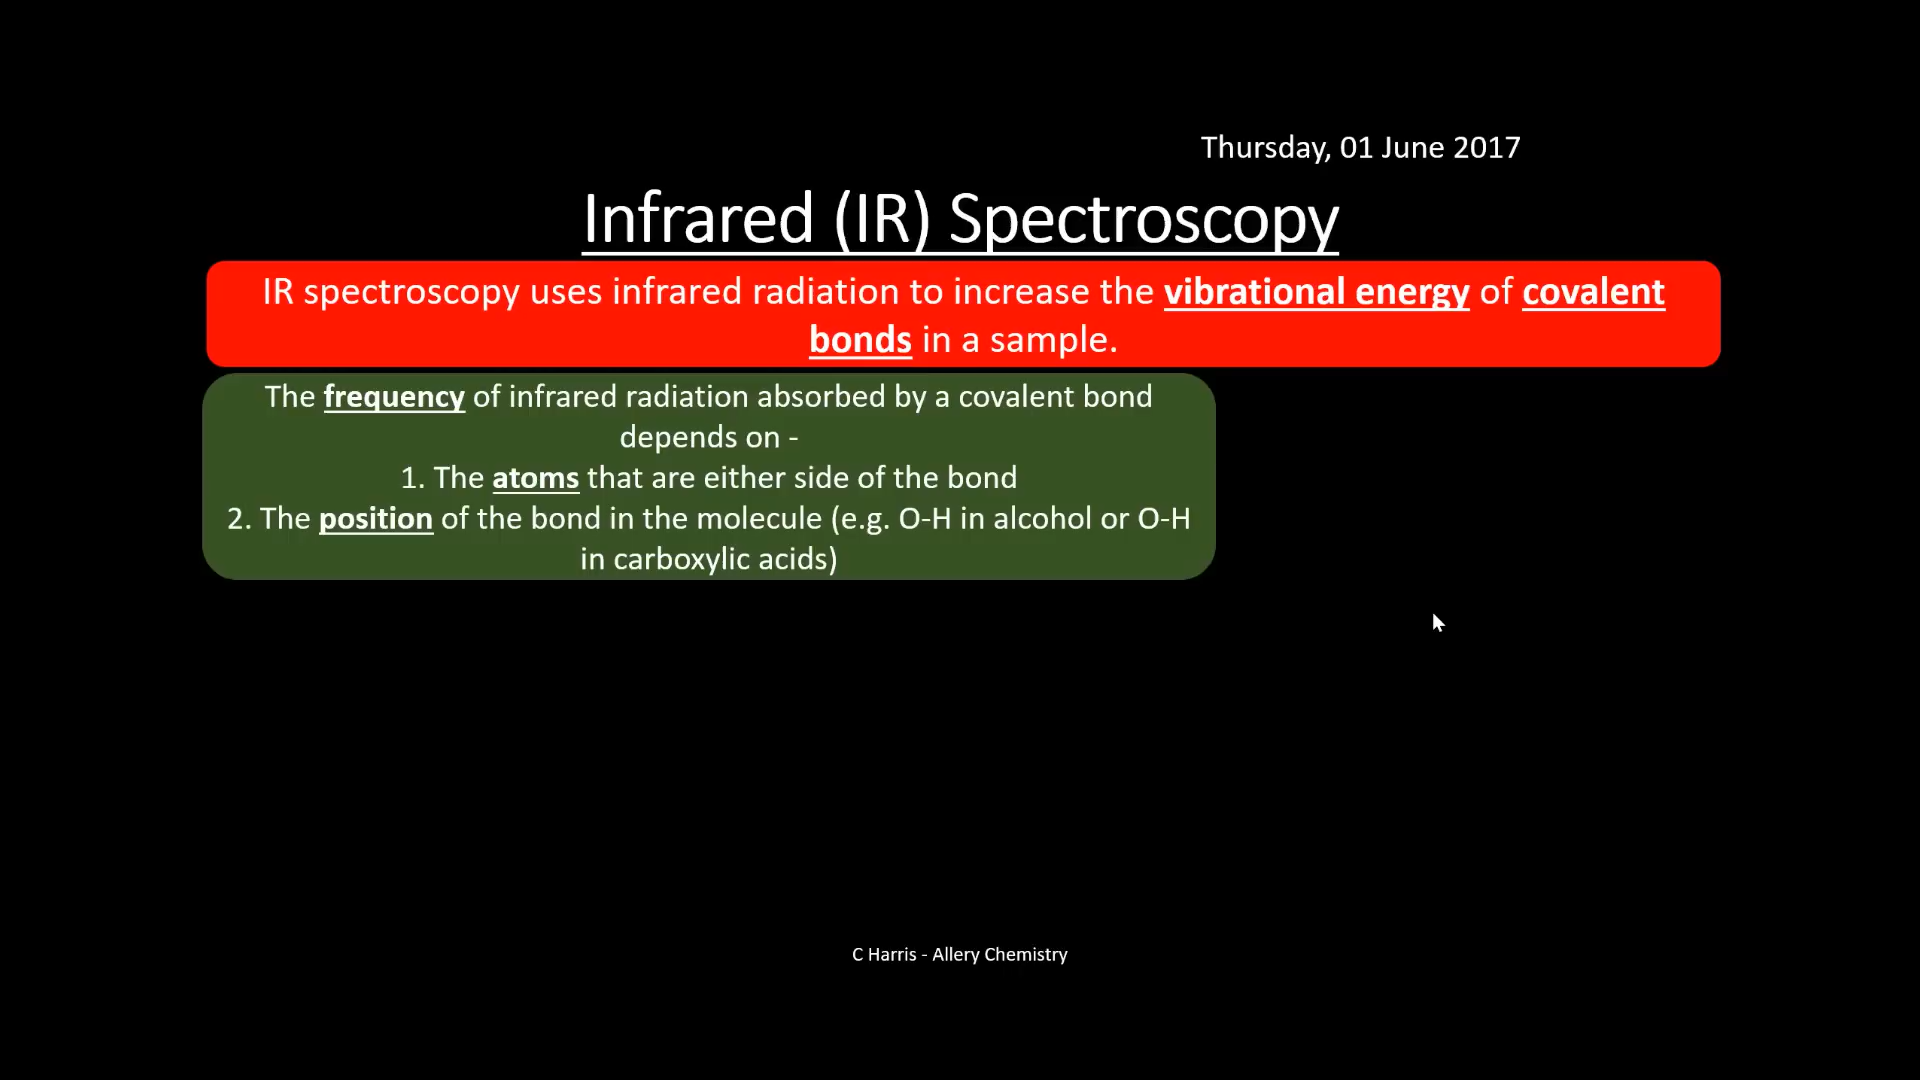 Thursday, 01 June 2017
Infrared (IR) Spectroscopy
IR spectroscopy uses infrared radiation to increase the vibrational energy of covalent
bonds in a sample.
The frequency of infrared radiation absorbed by a covalent bond
depends on -
1. The atoms that are either side of the bond
2. The position of the bond in the molecule (e.g. O-H in alcohol or O-H
in carboxylic acids)
C Harris - Allery Chemistry